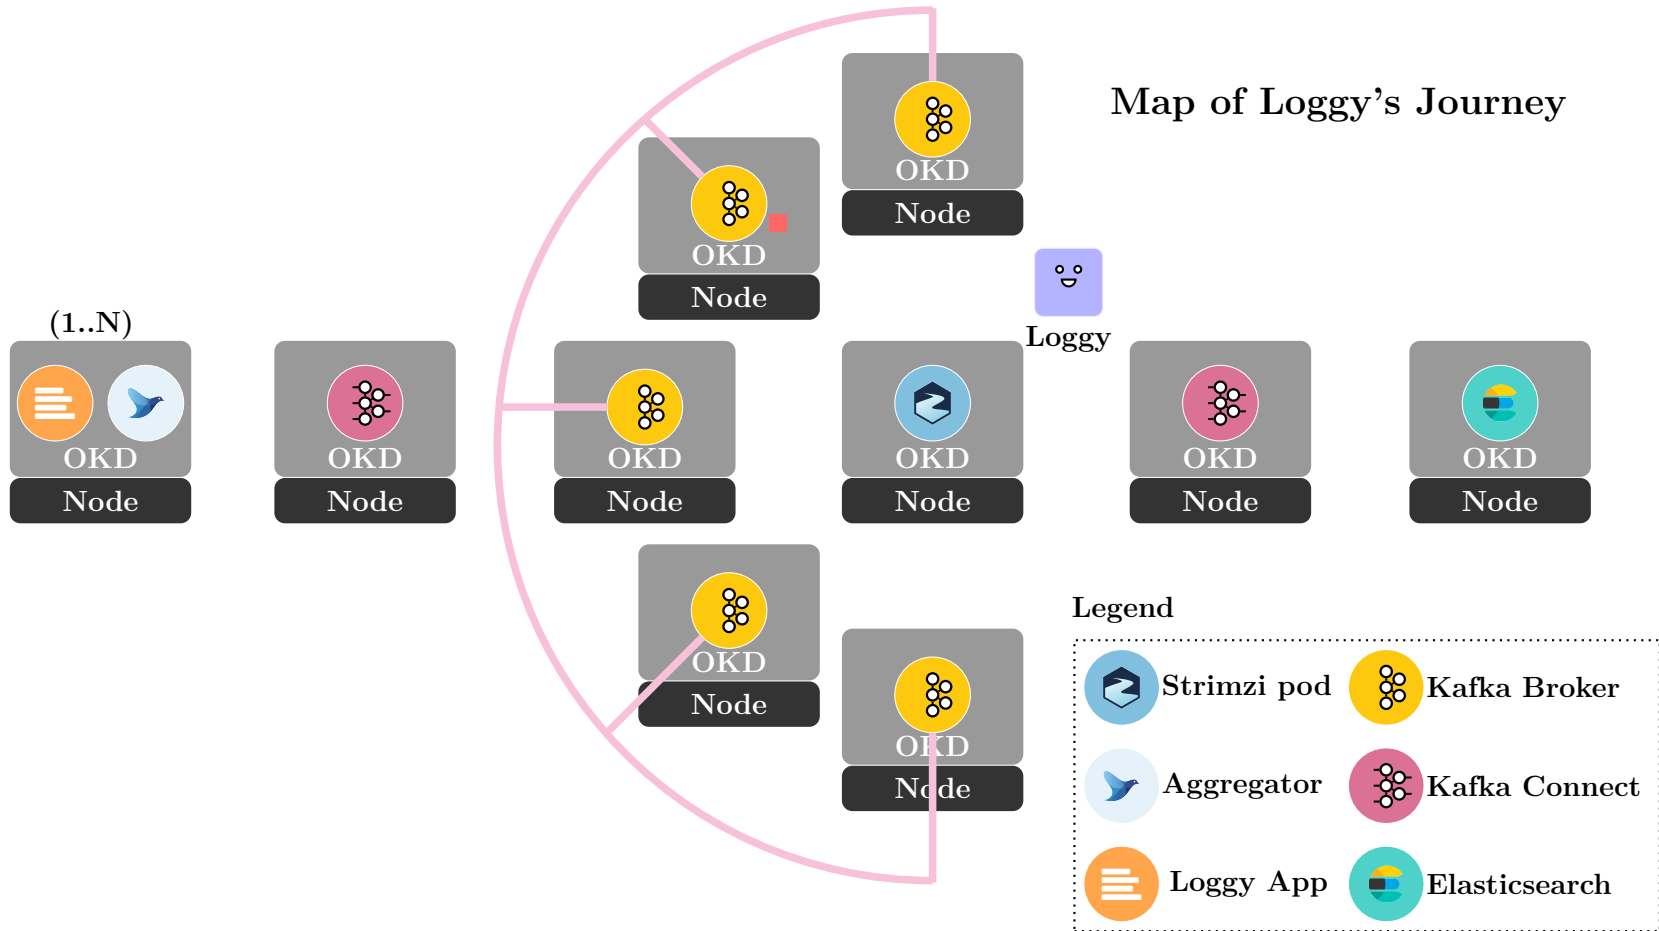 Map of Loggy's Journey
OKD
Node
OKD
Node
Loggy
(1..N)
OKD
Node
OKD
Node
OKD
Node
OKD
Node
OKD
Node
OKD
Node
OKD
Node
OKD
Node
Legend
Strimzi pod
Kafka Broker
Aggregator
Kafka Connect
Loggy App
Elasticsearch